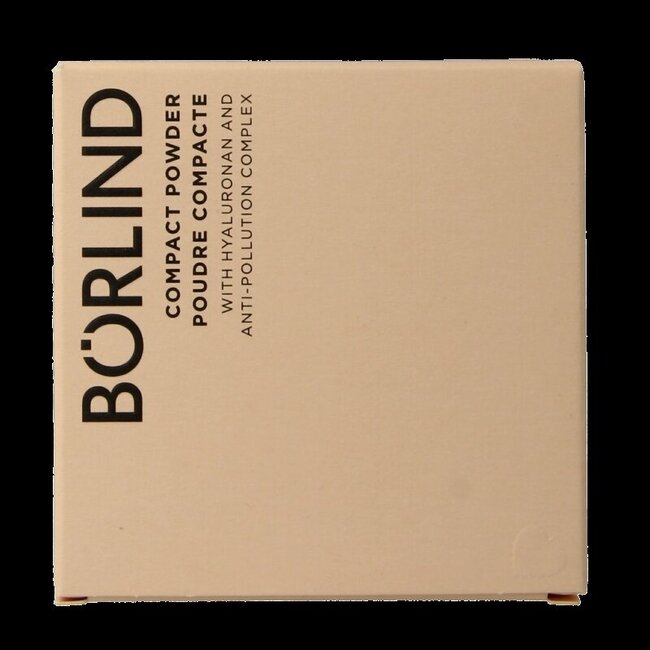 BÖRLIND
COMPACT POWDER
POUDRE COMPACTE
WITH HYALURONAN AND
ANTI-POLLUTION COMPLEX